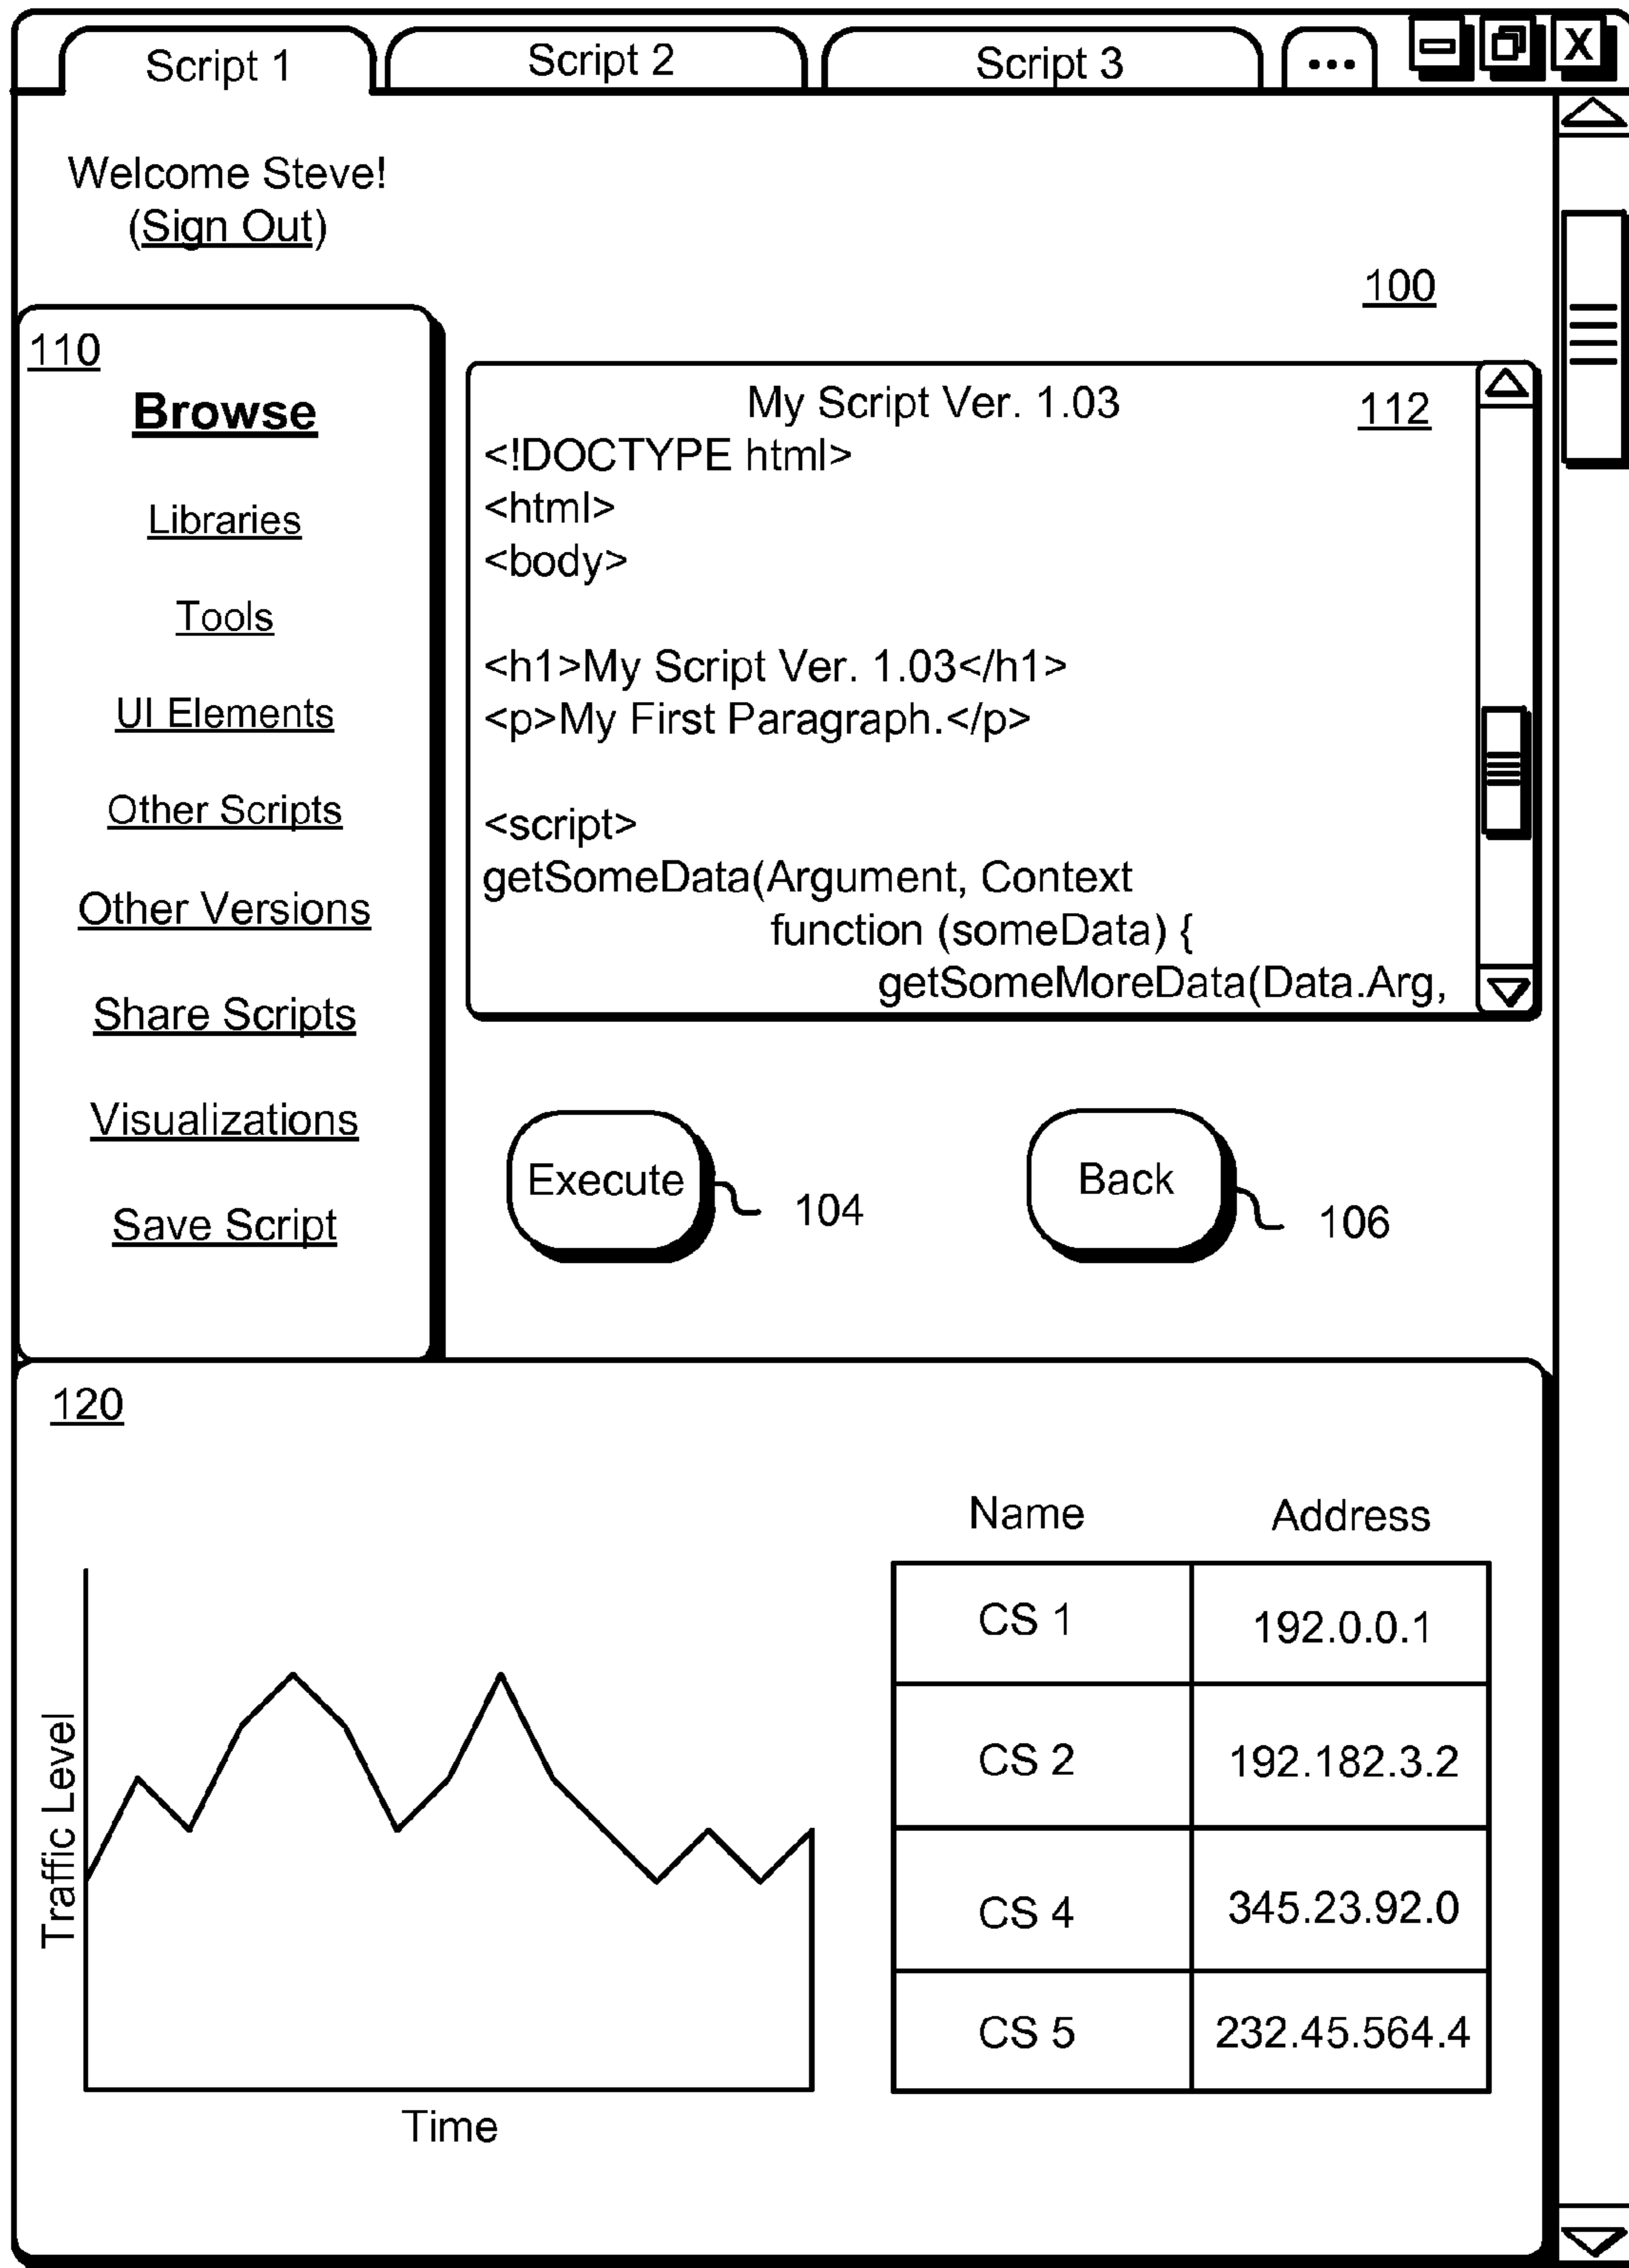 Script 1
Script 2
Script 3
...
X
Welcome Steve!
(Sign Out)
100
110
Browse
Libraries
Tools
UI Elements
Other Scripts
Other Versions
Share Scripts
Visualizations
Save Script
My Script Ver. 1.03
112
<!DOCTYPE html>
<html>
<body>
<h1>My Script Ver. 1.03</h1>
<p>My First Paragraph.</p>
<script>
getSomeData(Argument, Context
function (someData) {
getSomeMoreData(Data.Arg,
Execute
104
Back
106
120
Traffic Level
Time
Name Address
CS 1 192.0.0.1
CS 2 192.182.3.2
CS 4 345.23.92.0
CS 5 232.45.564.4